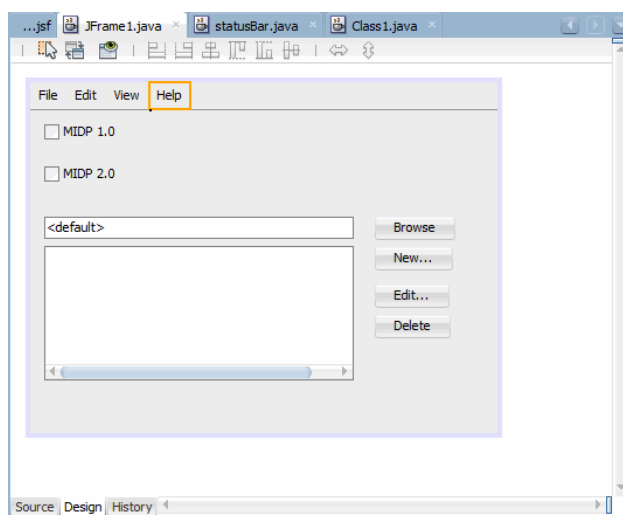 ...jsf JFrame1.java statusBar.java Class1.java
File Edit View Help
MIDP 1.0
MIDP 2.0
<default> Browse
New...
Edit...
Delete
Source Design History